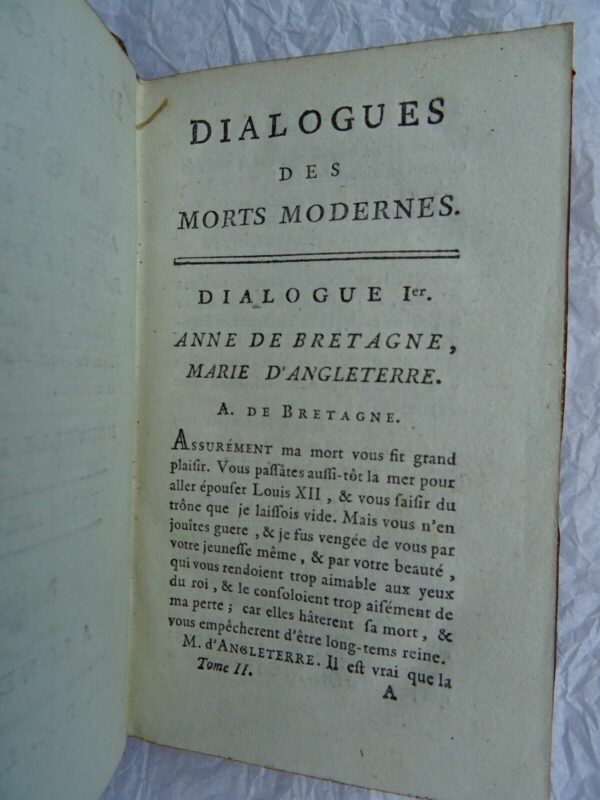 DIALOGUES
DES
MORTS MODERNES.
DIALOGUE Ier.
ANNE DE BRETAGNE,
MARIE D'ANGLETERRE.
A. DE BRETAGNE.
ASSURÉMENT ma mort vous fit grand
plaiſir. Vous paſſâtes auſſi-tôt la mer pour
aller épouſer Louis XII, & vous ſaiſir du
trône que je laiſſois vide. Mais vous n'en
jouîtes guere, & je fus vengée de vous par
votre jeuneſſe même, & par votre beauté,
qui vous rendoient trop aimable aux yeux
du roi, & le conſoloient trop aiſément de
ma perte; car elles hâterent ſa mort, &
vous empêcherent d'être long-tems reine.
M. d'ANGLETERRE. Il eſt vrai que la
Tome II.
A